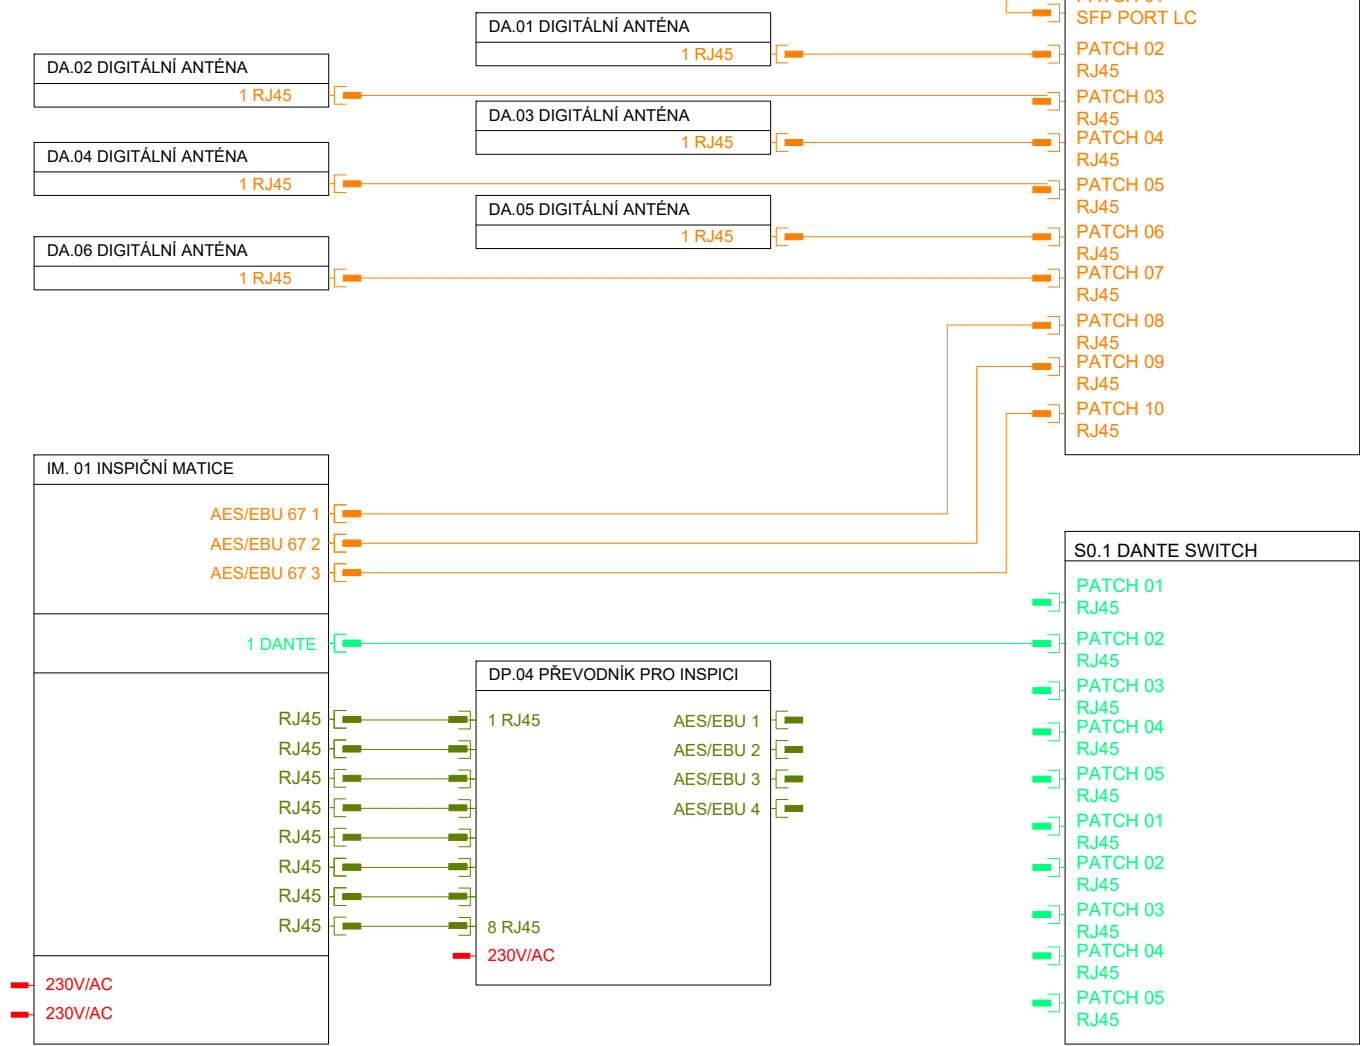 SFP PORT LC
DA.01 DIGITÁLNÍ ANTÉNA
1 RJ45
PATCH 02
RJ45
DA.02 DIGITÁLNÍ ANTÉNA
1 RJ45
PATCH 03
RJ45
DA.03 DIGITÁLNÍ ANTÉNA
1 RJ45
PATCH 04
RJ45
DA.04 DIGITÁLNÍ ANTÉNA
1 RJ45
PATCH 05
RJ45
DA.05 DIGITÁLNÍ ANTÉNA
1 RJ45
PATCH 06
RJ45
DA.06 DIGITÁLNÍ ANTÉNA
1 RJ45
PATCH 07
RJ45
PATCH 08
RJ45
PATCH 09
RJ45
PATCH 10
RJ45
IM. 01 INSPIČNÍ MATICE
AES/EBU 67 1
AES/EBU 67 2
AES/EBU 67 3
1 DANTE
RJ45
RJ45
RJ45
RJ45
RJ45
RJ45
RJ45
RJ45
230V/AC
230V/AC
DP.04 PŘEVODNÍK PRO INSPICI
1 RJ45
8 RJ45
230V/AC
AES/EBU 1
AES/EBU 2
AES/EBU 3
AES/EBU 4
S0.1 DANTE SWITCH
PATCH 01
RJ45
PATCH 02
RJ45
PATCH 03
RJ45
PATCH 04
RJ45
PATCH 05
RJ45
PATCH 01
RJ45
PATCH 02
RJ45
PATCH 03
RJ45
PATCH 04
RJ45
PATCH 05
RJ45